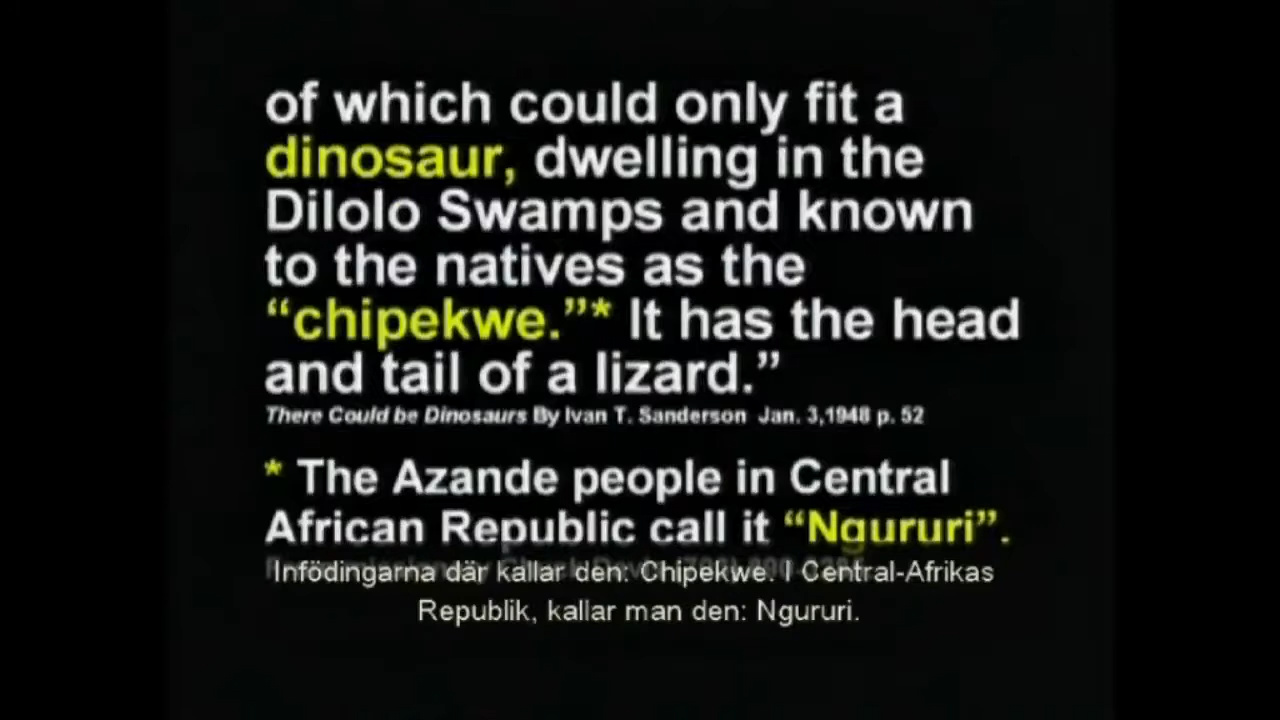 of which could only fit a
dinosaur, dwelling in the
Dilolo Swamps and known
to the natives as the
“chipekwe.”* It has the head
and tail of a lizard.”
There Could be Dinosaurs By Ivan T. Sanderson Jan. 3,1948 p. 52
* The Azande people in Central
African Republic call it “Ngururi”.
Infödingarna där kallar den: Chipekwe. I Central-Afrikas
Republik, kallar man den: Ngururi.